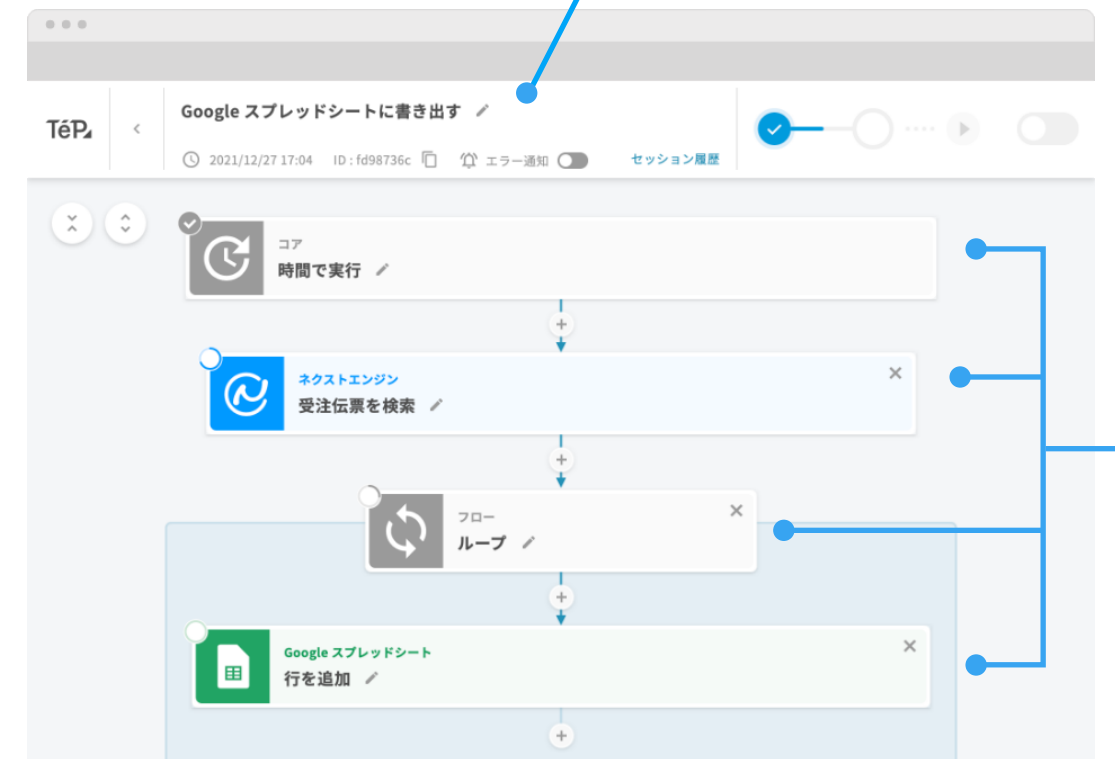 TēP
Google スプレッドシートに書き出す
2021/12/27 17:04 ID : fd98736c エラー通知 セッション履歴
コア
時間で実行
ネクストエンジン
受注伝票を検索
フロー
ループ
Google スプレッドシート
行を追加